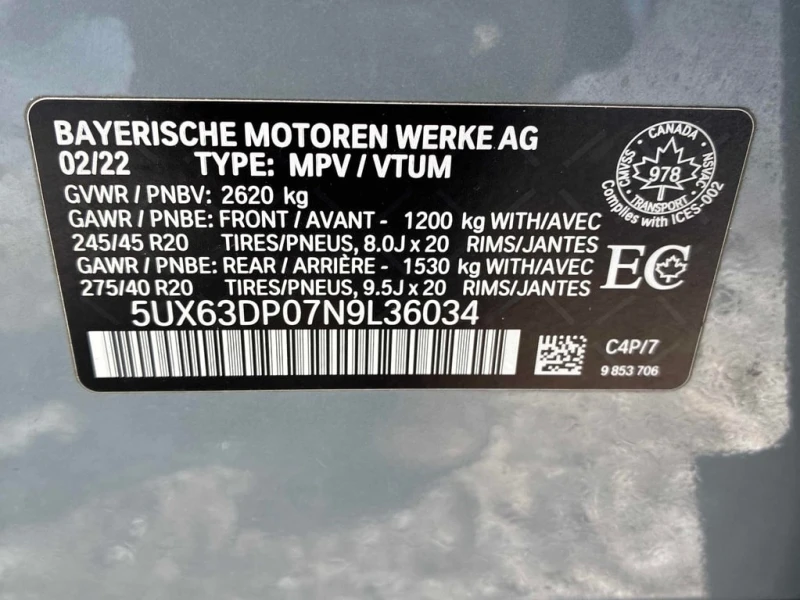 BAYERISCHE MOTOREN WERKE AG
02/22 TYPE: MPV / VTUM
GVWR / PNBV: 2620 kg
GAWR / PNBE: FRONT / AVANT - 1200 kg WITH/AVEC
245/45 R20 TIRES/PNEUS, 8.0J x 20 RIMS/JANTES
GAWR / PNBE: REAR / ARRIÈRE - 1530 kg WITH/AVEC
275/40 R20 TIRES/PNEUS, 9.5J x 20 RIMS/JANTES
5UX63DP07N9L36034
CANADA
CMVSS
NSVAC
978
TRANSPORT
Complies with ICES-002
EC
C4P/7
9 853 706